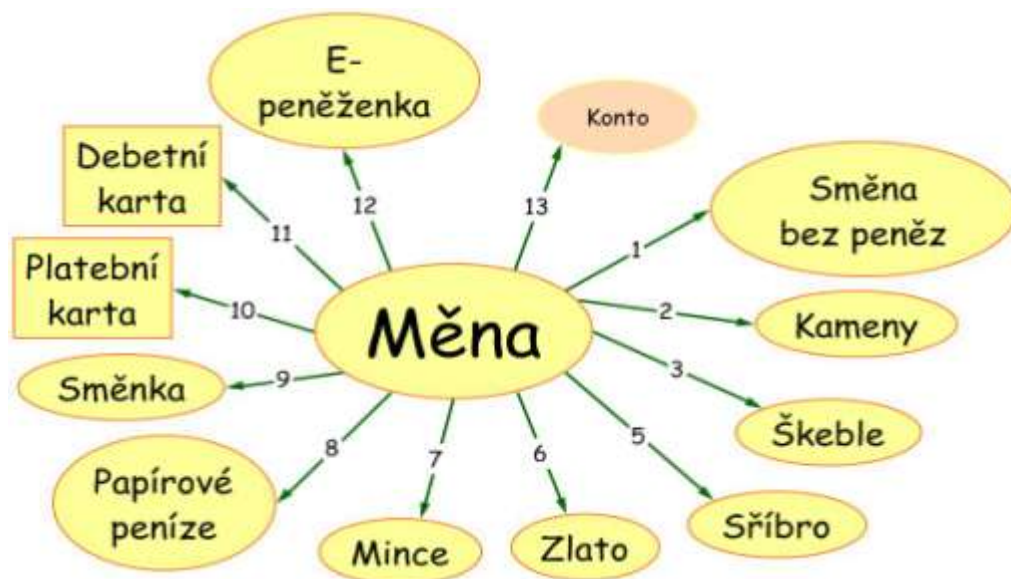 E-
peněženka
Konto
Debetní
karta
Směna
bez peněz
12
13
11
1
Platební
karta
10
Měna
2
Kameny
Směnka
9
3
Škeble
8
7
6
5
Papírové
peníze
Mince
Zlato
Sříbro